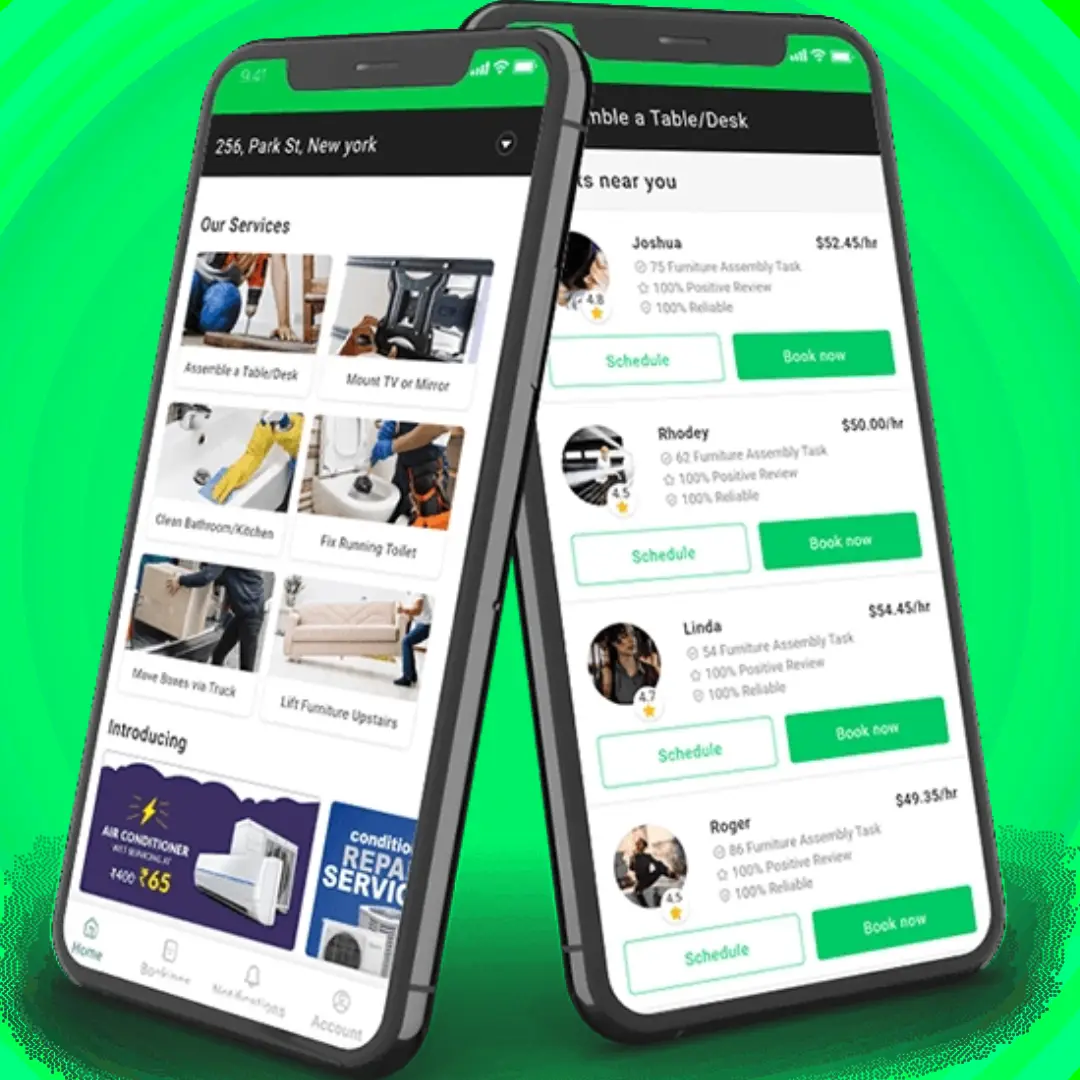 9:41
256, Park St, New york
Our Services
Assemble a Table/Desk
Mount TV or Mirror
Clean Bathroom/Kitchen
Fix Running Toilet
Move Boxes via Truck
Lift Furniture Upstairs
Introducing
AIR CONDITIONER
WET SERVICING AT
₹400 ₹65
conditio
REPAI
SERVIC
Home
Bookings
Notifications
Account
mble a Table/Desk
ks near you
Joshua
$52.45/hr
75 Furniture Assembly Task
100% Positive Review
100% Reliable
4.8
Schedule
Book now
Rhodey
$50.00/hr
62 Furniture Assembly Task
100% Positive Review
100% Reliable
4.5
Schedule
Book now
Linda
$54.45/hr
54 Furniture Assembly Task
100% Positive Review
100% Reliable
4.7
Schedule
Book now
Roger
$49.35/hr
86 Furniture Assembly Task
100% Positive Review
100% Reliable
4.5
Schedule
Book now